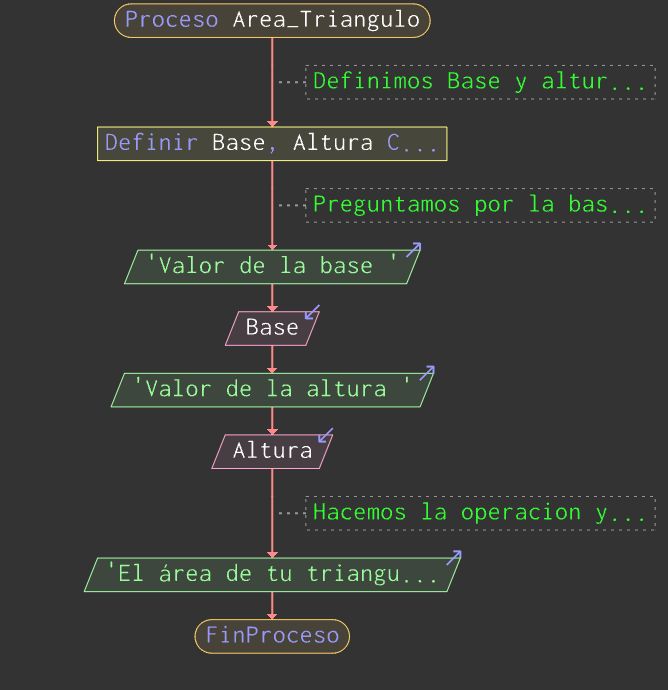 Proceso Area_Triangulo
Definimos Base y altur...
Definir Base, Altura C...
Preguntamos por la bas...
'Valor de la base '
Base
'Valor de la altura '
Altura
Hacemos la operacion y...
'El área de tu triangu...
FinProceso